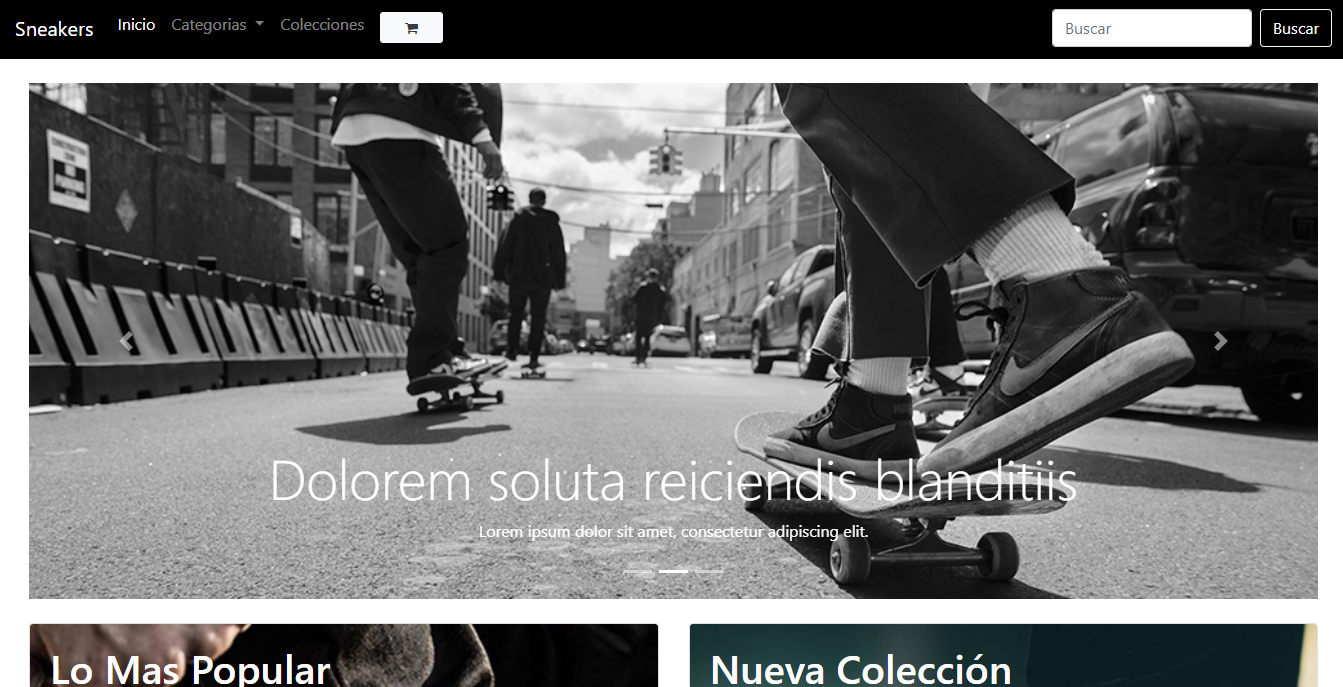 Sneakers Inicio Categorias Colecciones Buscar Buscar
Dolorem soluta reiciendis blanditiis
Lorem ipsum dolor sit amet, consectetur adipiscing elit.
Lo Mas Popular Nueva Colección